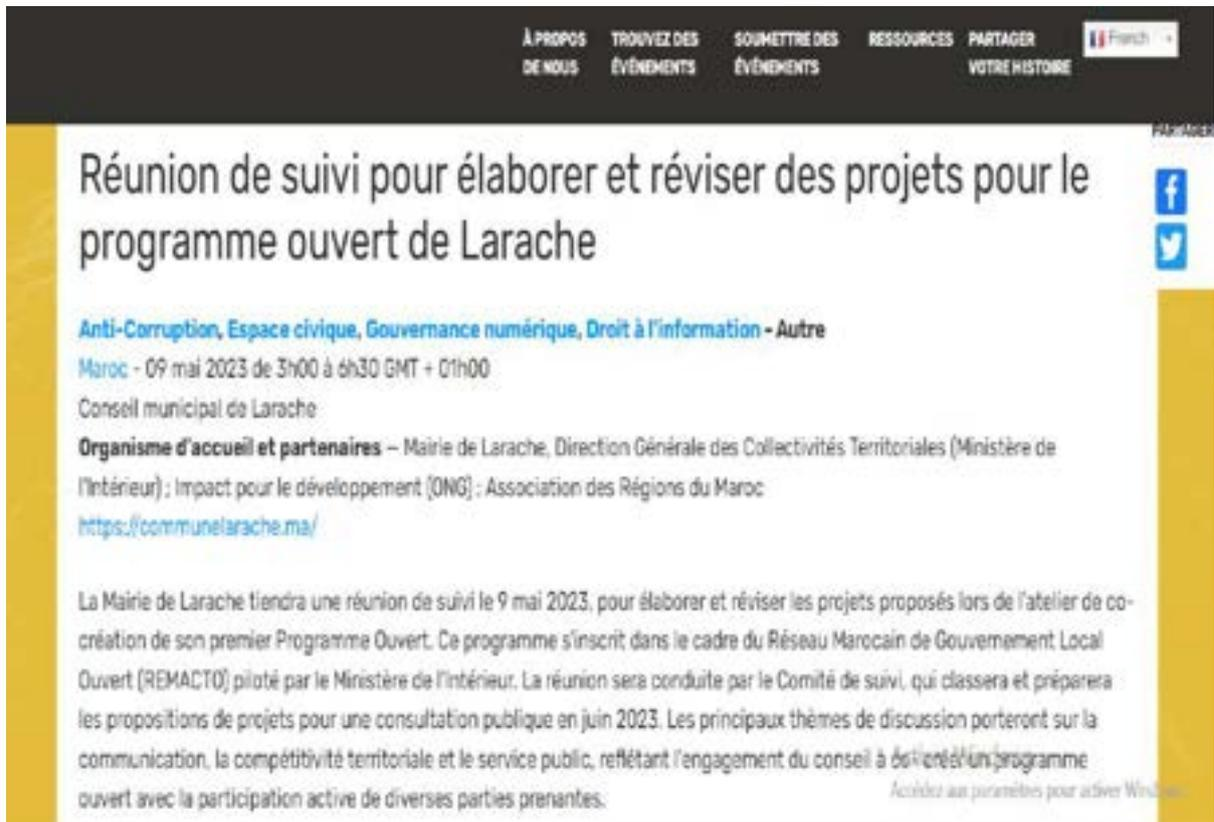 À PROPOS DE NOUS
TROUVEZ DES ÉVÉNEMENTS
SOUMETTRE DES ÉVÉNEMENTS
RESSOURCES
PARTAGER VOTRE HISTOIRE
French
PARTAGER
Réunion de suivi pour élaborer et réviser des projets pour le
programme ouvert de Larache
Anti-Corruption, Espace civique, Gouvernance numérique, Droit à l'information - Autre
Maroc - 09 mai 2023 de 3h00 à 6h30 GMT + 01h00
Conseil municipal de Larache
Organisme d'accueil et partenaires – Mairie de Larache, Direction Générale des Collectivités Territoriales (Ministère de
l'Intérieur) ; Impact pour le développement (ONG) ; Association des Régions du Maroc
https://communelarache.ma/
La Mairie de Larache tiendra une réunion de suivi le 9 mai 2023, pour élaborer et réviser les projets proposés lors de l'atelier de co-
création de son premier Programme Ouvert. Ce programme s'inscrit dans le cadre du Réseau Marocain de Gouvernement Local
Ouvert (REMACTO) piloté par le Ministère de l'Intérieur. La réunion sera conduite par le Comité de suivi, qui classera et préparera
les propositions de projets pour une consultation publique en juin 2023. Les principaux thèmes de discussion porteront sur la
communication, la compétitivité territoriale et le service public, reflétant l'engagement du conseil à un programme
ouvert avec la participation active de diverses parties prenantes.
Accédez aux paramètres pour activer